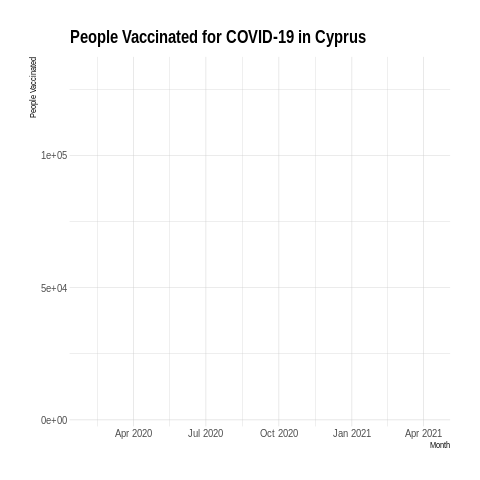 People Vaccinated for COVID-19 in Cyprus
People Vaccinated
1e+05
5e+04
0e+00
Apr 2020 Jul 2020 Oct 2020 Jan 2021 Apr 2021
Month